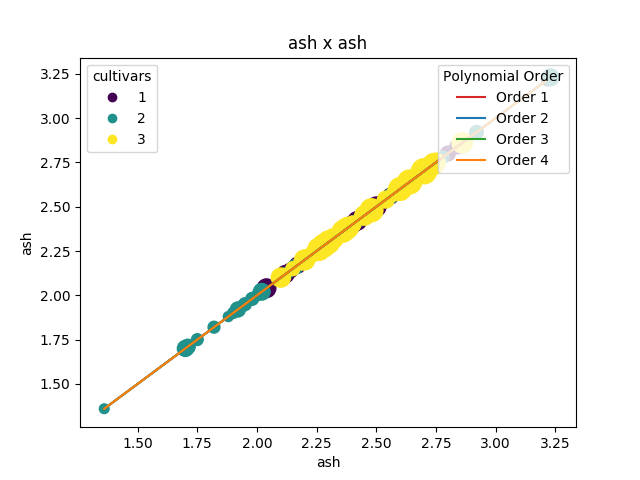 ash x ash
cultivars
1
2
3
Polynomial Order
Order 1
Order 2
Order 3
Order 4
3.25
3.00
2.75
2.50
2.25
2.00
1.75
1.50
ash
1.50 1.75 2.00 2.25 2.50 2.75 3.00 3.25
ash